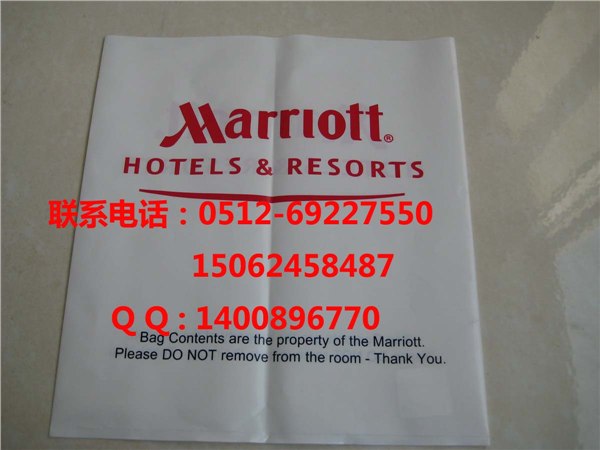 Marriott®
HOTELS & RESORTS
联系电话：0512-69227550
15062458487
Q Q：1400896770
Bag Contents are the property of the Marriott.
Please DO NOT remove from the room - Thank You.